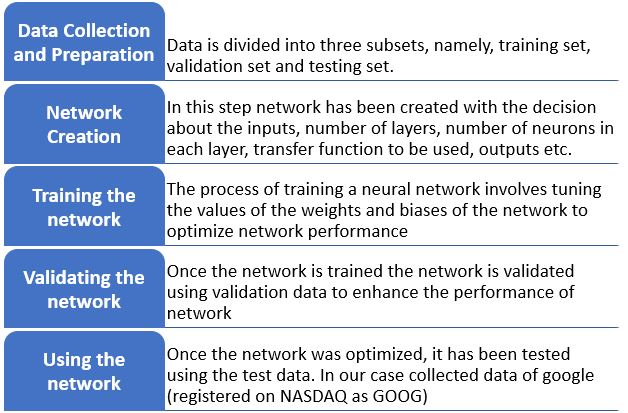 Data Collection
and Preparation
Data is divided into three subsets, namely, training set,
validation set and testing set.
Network
Creation
In this step network has been created with the decision
about the inputs, number of layers, number of neurons in
each layer, transfer function to be used, outputs etc.
Training the
network
The process of training a neural network involves tuning
the values of the weights and biases of the network to
optimize network performance
Validating the
network
Once the network is trained the network is validated
using validation data to enhance the performance of
network
Using the
network
Once the network was optimized, it has been tested
using the test data. In our case collected data of google
(registered on NASDAQ as GOOG)